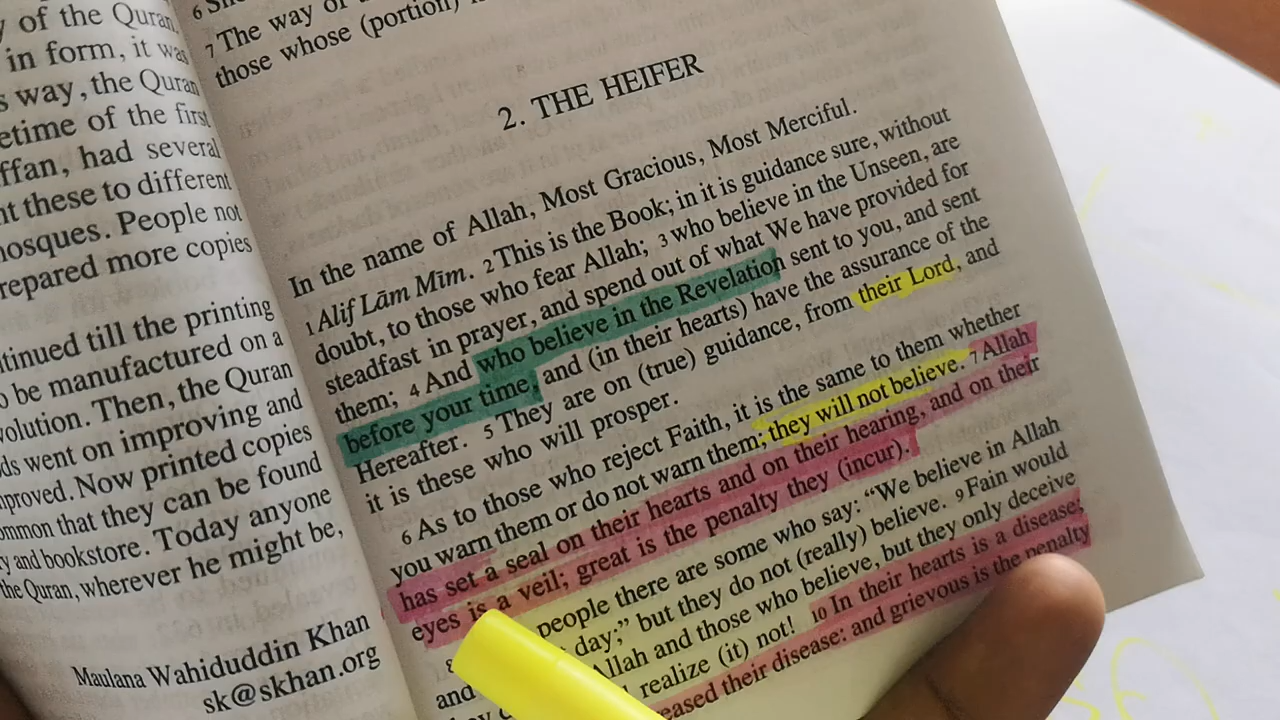 y of the Quran
in form, it was
s way, the Quran
etime of the first
ffan, had several
nt these to different
nosques. People not
repared more copies
ntinued till the printing
o be manufactured on a
volution. Then, the Quran
ds went on improving and
nproved. Now printed copies
ommon that they can be found
ry and bookstore. Today anyone
the Quran, wherever he might be,
Maulana Wahiduddin Khan
sk@skhan.org
6
7 The way of
those whose (portion)
2. THE HEIFER
In the name of Allah, Most Gracious, Most Merciful.
1 Alif Lām Mīm. 2 This is the Book; in it is guidance sure, without
doubt, to those who fear Allah; 3 who believe in the Unseen, are
steadfast in prayer, and spend out of what We have provided for
them; 4 And who believe in the Revelation sent to you, and sent
before your time, and (in their hearts) have the assurance of the
Hereafter. 5 They are on (true) guidance, from their Lord, and
it is these who will prosper.
6 As to those who reject Faith, it is the same to them whether
you warn them or do not warn them; they will not believe. 7 Allah
has set a seal on their hearts and on their hearing, and on their
eyes is a veil; great is the penalty they (incur).
8 people there are some who say: “We believe in Allah
and day;” but they do not (really) believe. 9 Fain would
they Allah and those who believe, but they only deceive
realize (it) not! 10 In their hearts is a disease;
eased their disease: and grievous is the penalty